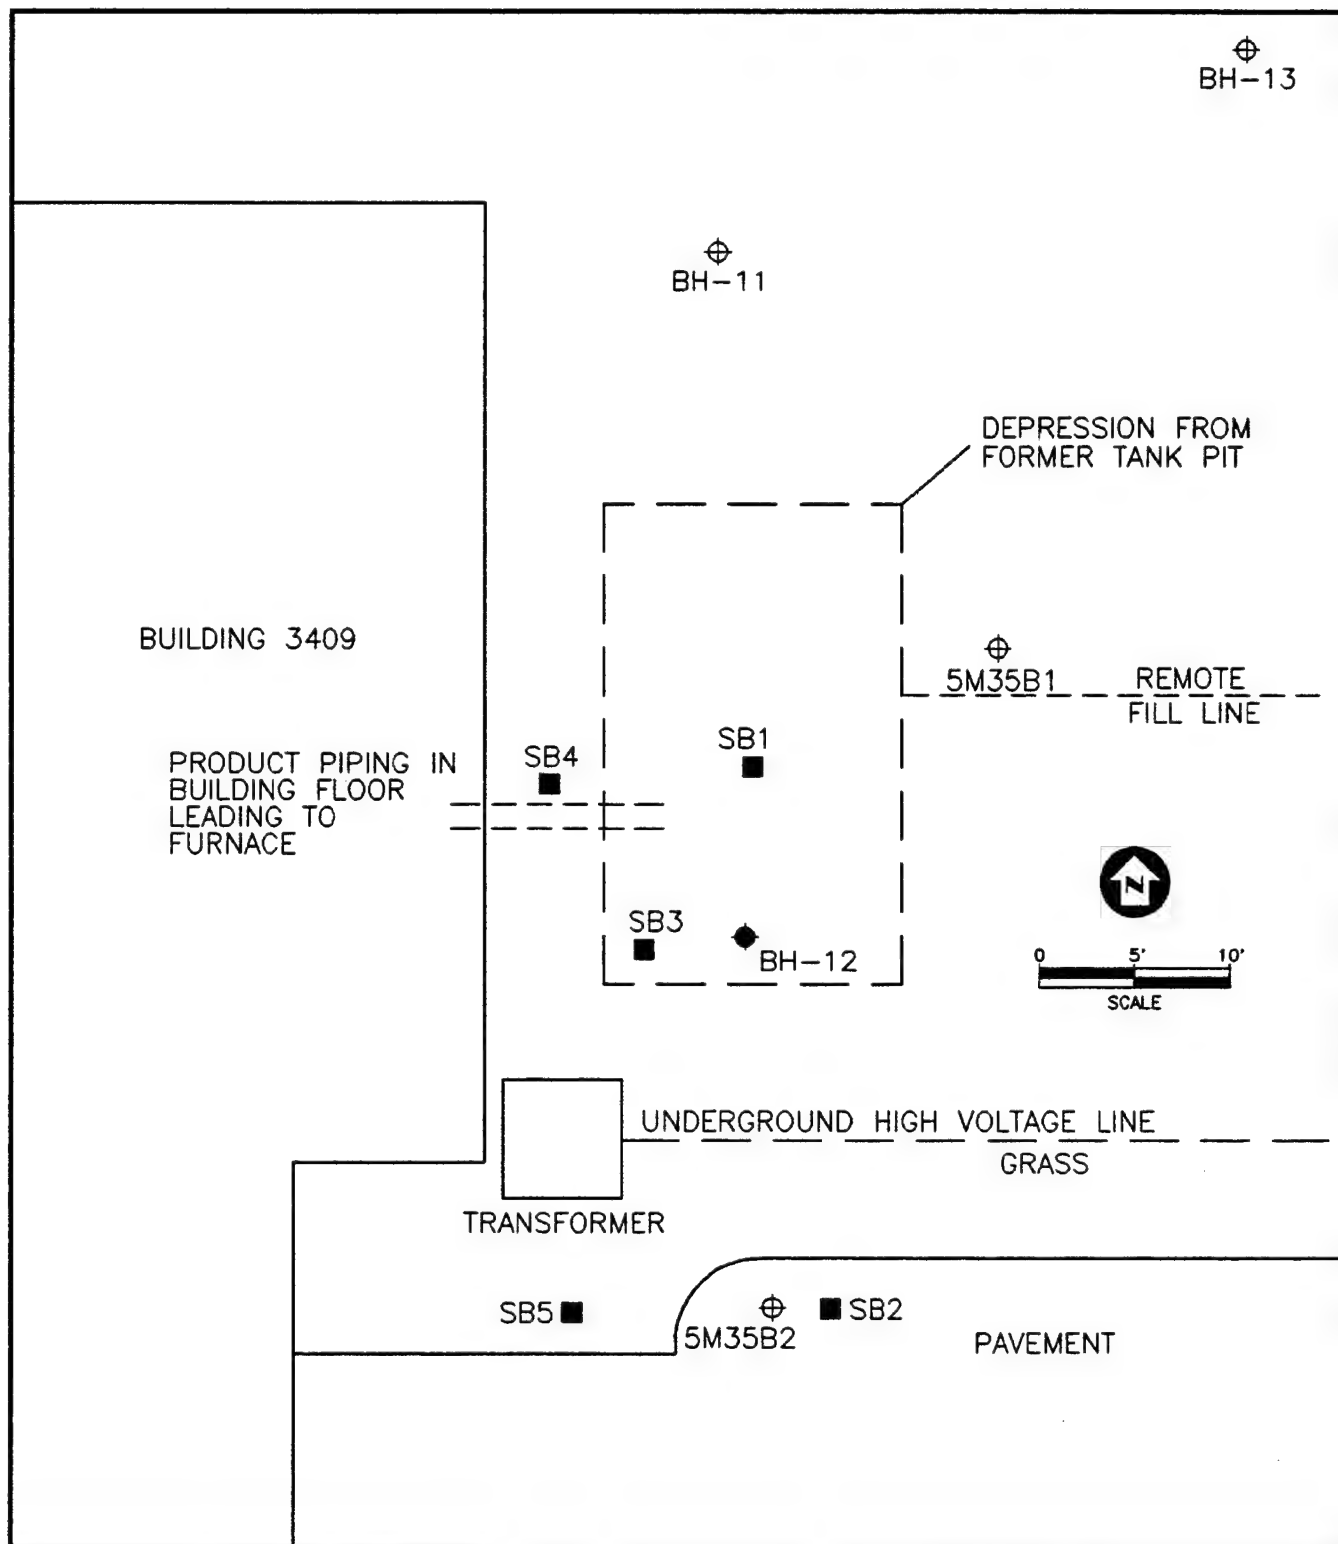 BH-13
BH-11
DEPRESSION FROM
FORMER TANK PIT
BUILDING 3409
5M35B1
REMOTE
FILL LINE
SB1
SB4
PRODUCT PIPING IN
BUILDING FLOOR
LEADING TO
FURNACE
N
SB3
BH-12
0 5' 10'
SCALE
UNDERGROUND HIGH VOLTAGE LINE
GRASS
TRANSFORMER
SB5
5M35B2
SB2
PAVEMENT